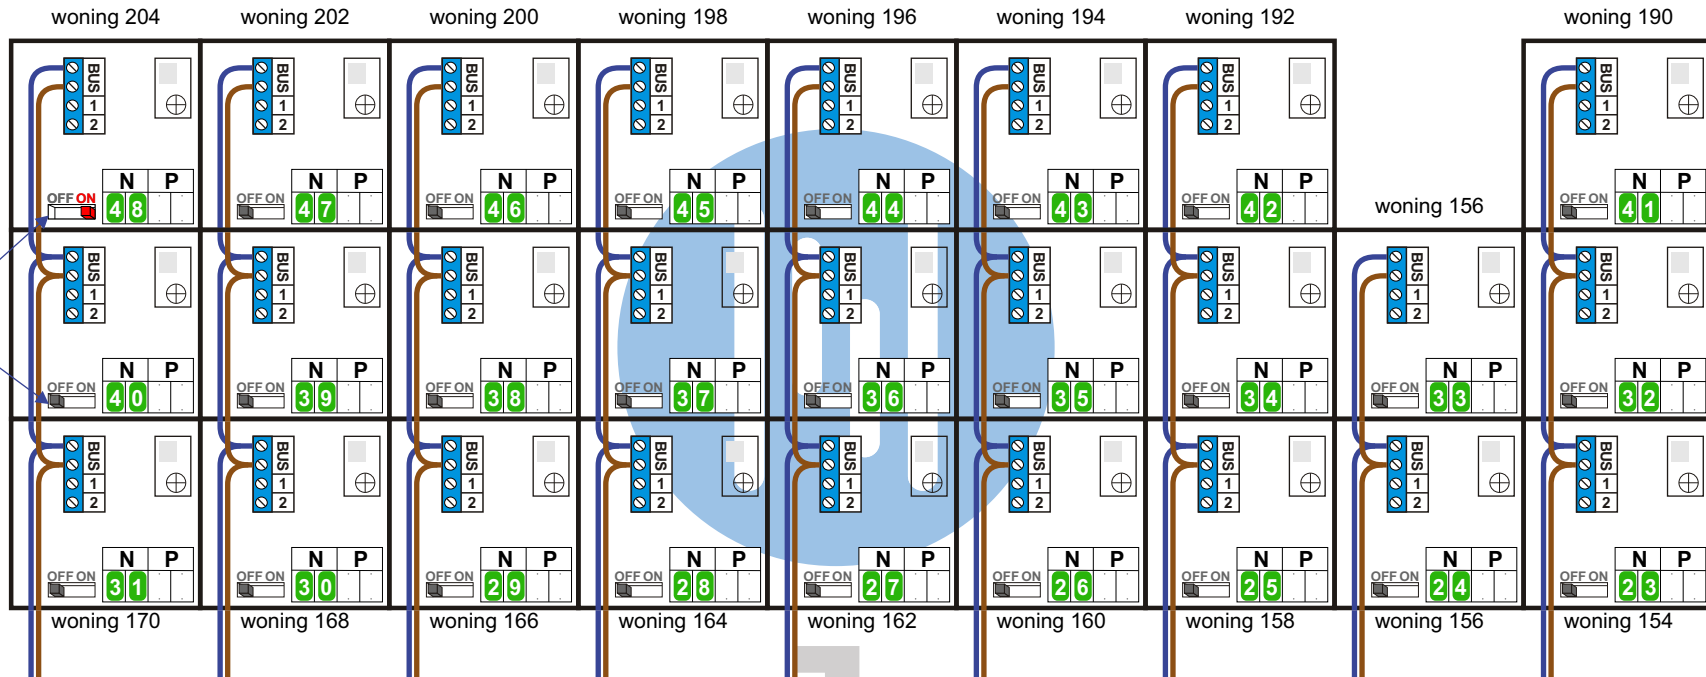 woning 204 woning 202 woning 200 woning 198 woning 196 woning 194 woning 192 woning 190
BUS BUS BUS BUS BUS BUS BUS BUS
1 1 1 1 1 1 1 1
2 2 2 2 2 2 2 2
N P N P N P N P N P N P N P N P
OFF ON 48 OFF ON 47 OFF ON 46 OFF ON 45 OFF ON 44 OFF ON 43 OFF ON 42 woning 156 OFF ON 41
BUS BUS BUS BUS BUS BUS BUS BUS BUS
1 1 1 1 1 1 1 1 1
2 2 2 2 2 2 2 2 2
N P N P N P N P N P N P N P N P N P
OFF ON 40 OFF ON 39 OFF ON 38 OFF ON 37 OFF ON 36 OFF ON 35 OFF ON 34 OFF ON 33 OFF ON 32
BUS BUS BUS BUS BUS BUS BUS BUS BUS
1 1 1 1 1 1 1 1 1
2 2 2 2 2 2 2 2 2
N P N P N P N P N P N P N P N P N P
OFF ON 31 OFF ON 30 OFF ON 29 OFF ON 28 OFF ON 27 OFF ON 26 OFF ON 25 OFF ON 24 OFF ON 23
woning 170 woning 168 woning 166 woning 164 woning 162 woning 160 woning 158 woning 156 woning 154